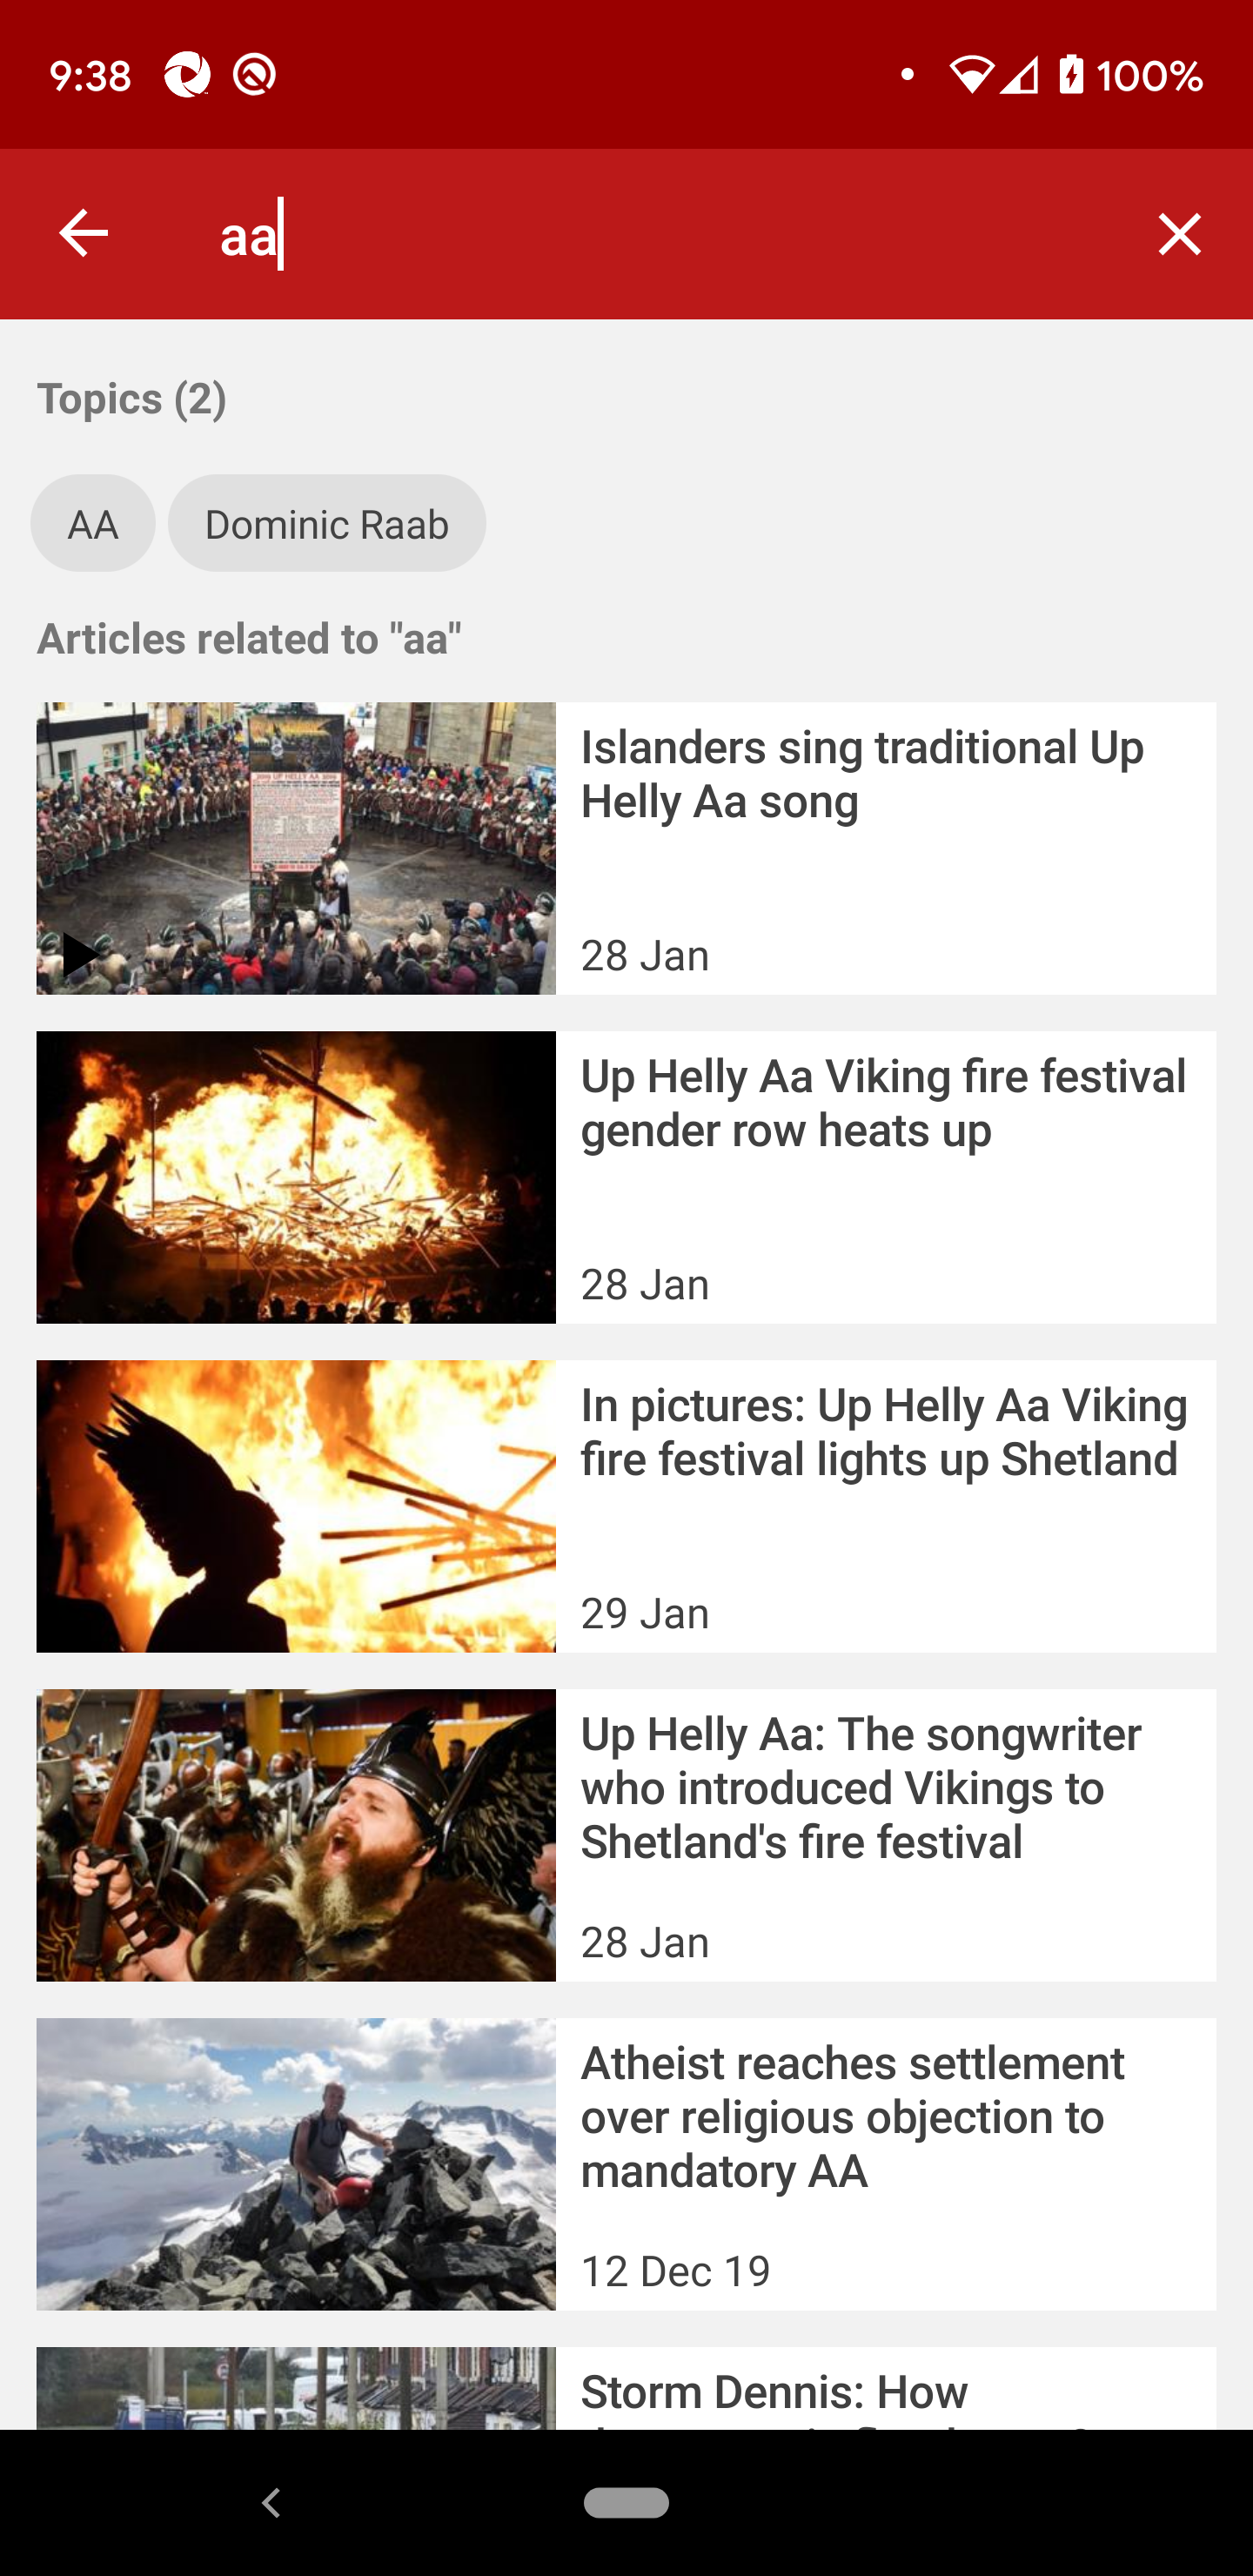 9:38
100%
aa
Topics (2)
AA
Dominic Raab
Articles related to "aa"
UP HELLY AA
Islanders sing traditional Up
Helly Aa song
28 Jan
Up Helly Aa Viking fire festival
gender row heats up
28 Jan
In pictures: Up Helly Aa Viking
fire festival lights up Shetland
29 Jan
Up Helly Aa: The songwriter
who introduced Vikings to
Shetland's fire festival
28 Jan
Atheist reaches settlement
over religious objection to
mandatory AA
12 Dec 19
Storm Dennis: How